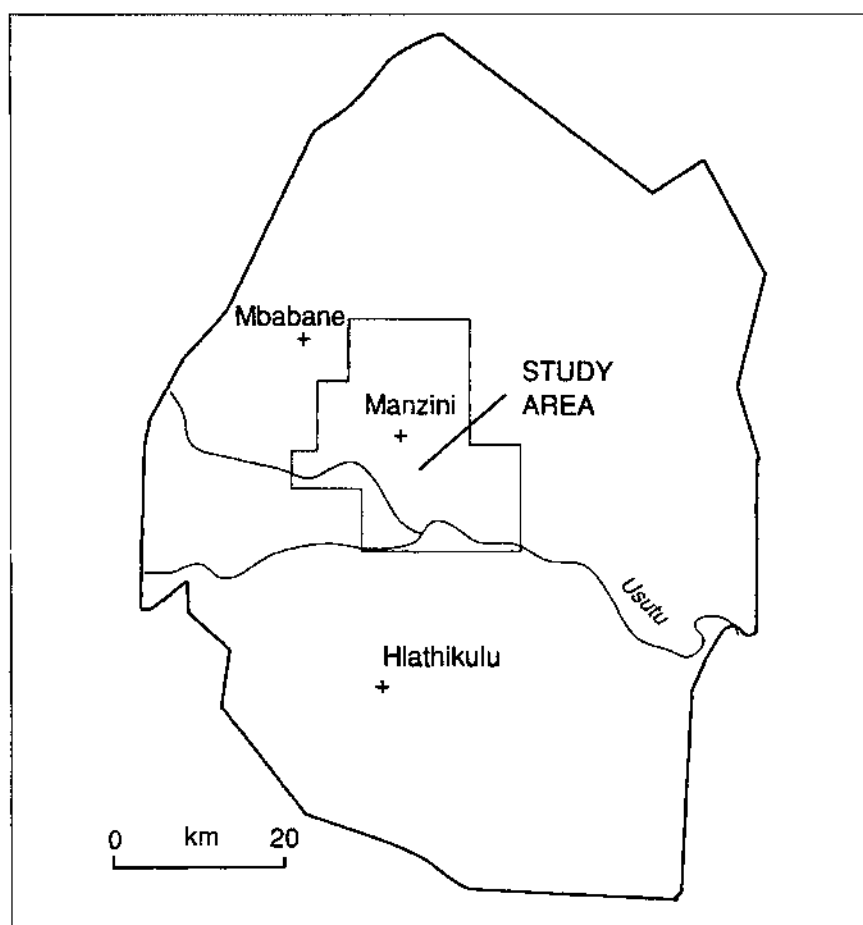 Mbabane
STUDY
AREA
Manzini
Usutu
Hlathikulu
0 km 20